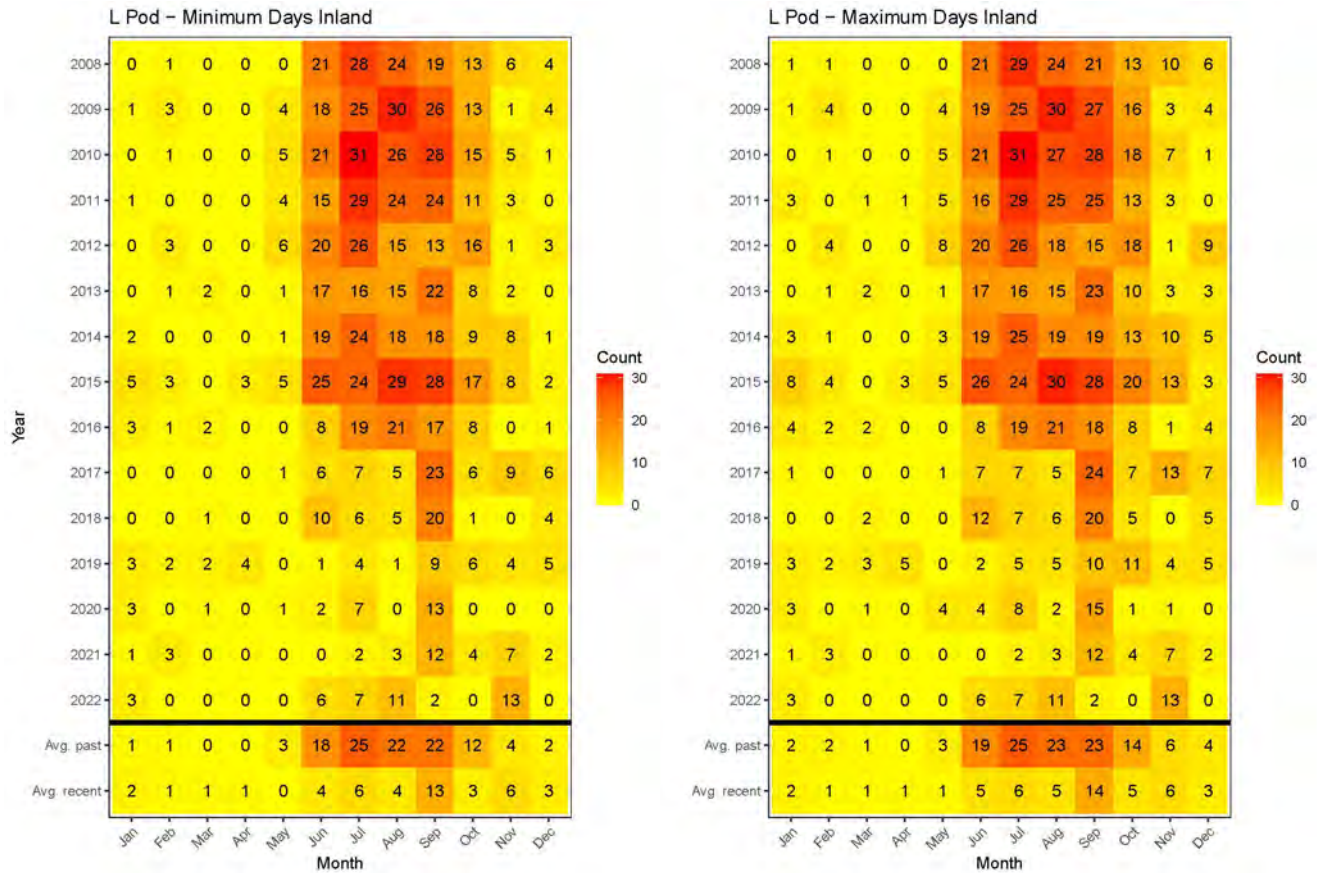 L Pod − Minimum Days Inland
2008 0 1 0 0 0 21 28 24 19 13 6 4
2009 1 3 0 0 4 18 25 30 26 13 1 4
2010 0 1 0 0 5 21 31 26 28 15 5 1
2011 1 0 0 0 4 15 29 24 24 11 3 0
2012 0 3 0 0 6 20 26 15 13 16 1 3
2013 0 1 2 0 1 17 16 15 22 8 2 0
2014 2 0 0 0 1 19 24 18 18 9 8 1
2015 5 3 0 3 5 25 24 29 28 17 8 2
2016 3 1 2 0 0 8 19 21 17 8 0 1
2017 0 0 0 0 1 6 7 5 23 6 9 6
2018 0 0 1 0 0 10 6 5 20 1 0 4
2019 3 2 2 4 0 1 4 1 9 6 4 5
2020 3 0 1 0 1 2 7 0 13 0 0 0
2021 1 3 0 0 0 0 2 3 12 4 7 2
2022 3 0 0 0 0 6 7 11 2 0 13 0
Avg. past 1 1 0 0 3 18 25 22 22 12 4 2
Avg. recent 2 1 1 1 0 4 6 4 13 3 6 3
Jan Feb Mar Apr May Jun Jul Aug Sep Oct Nov Dec
Month
Year
Count
30
20
10
0
L Pod − Maximum Days Inland
2008 1 1 0 0 0 21 29 24 21 13 10 6
2009 1 4 0 0 4 19 25 30 27 16 3 4
2010 0 1 0 0 5 21 31 27 28 18 7 1
2011 3 0 1 1 5 16 29 25 25 13 3 0
2012 0 4 0 0 8 20 26 18 15 18 1 9
2013 0 1 2 0 1 17 16 15 23 10 3 3
2014 3 1 0 0 3 19 25 19 19 13 10 5
2015 8 4 0 3 5 26 24 30 28 20 13 3
2016 4 2 2 0 0 8 19 21 18 8 1 4
2017 1 0 0 0 1 7 7 5 24 7 13 7
2018 0 0 2 0 0 12 7 6 20 5 0 5
2019 3 2 3 5 0 2 5 5 10 11 4 5
2020 3 0 1 0 4 4 8 2 15 1 1 0
2021 1 3 0 0 0 0 2 3 12 4 7 2
2022 3 0 0 0 0 6 7 11 2 0 13 0
Avg. past 2 2 1 0 3 19 25 23 23 14 6 4
Avg. recent 2 1 1 1 1 5 6 5 14 5 6 3
Jan Feb Mar Apr May Jun Jul Aug Sep Oct Nov Dec
Month
Count
30
20
10
0